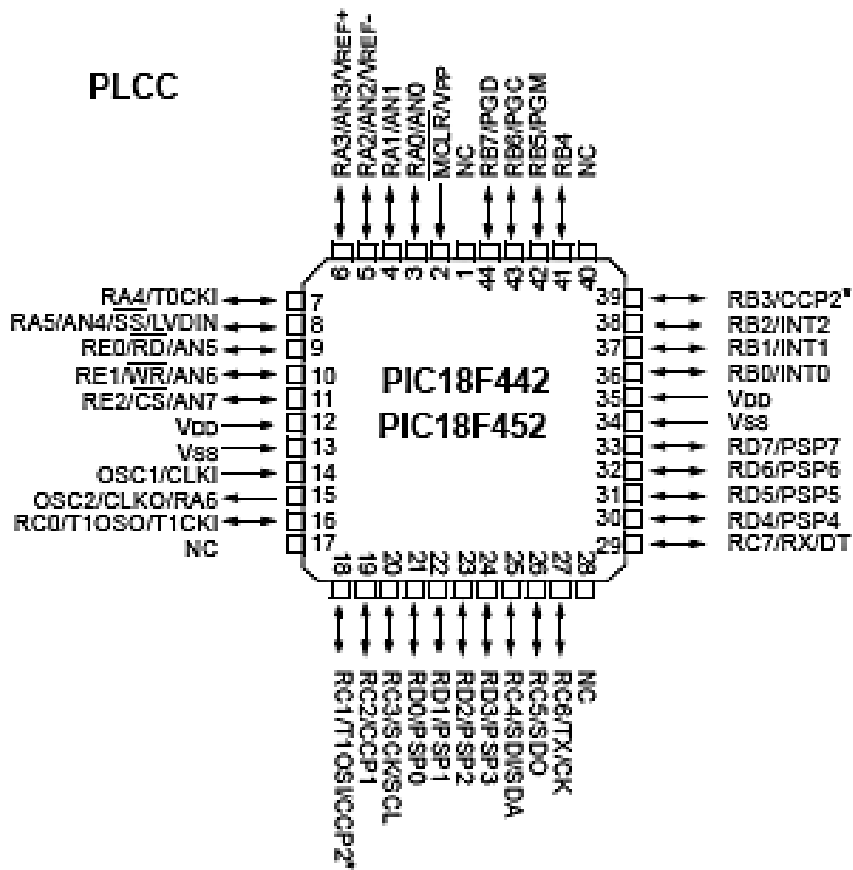 PLCC
RA3/AN3/VREF+
RA2/AN2/VREF-
RA1/AN1
RA0/AN0
MCLR/VPP
NC
RB7/PGD
RB6/PGC
RB5/PGM
RB4
NC
6 5 4 3 2 1 44 43 42 41 40
RA4/T0CKI 7
RA5/AN4/SS/LVDIN 8
RE0/RD/AN5 9
RE1/WR/AN6 10
RE2/CS/AN7 11
VDD 12
VSS 13
OSC1/CLKI 14
OSC2/CLKO/RA6 15
RC0/T1OSO/T1CKI 16
NC 17
PIC18F442
PIC18F452
39 RB3/CCP2*
38 RB2/INT2
37 RB1/INT1
36 RB0/INT0
35 VDD
34 VSS
33 RD7/PSP7
32 RD6/PSP6
31 RD5/PSP5
30 RD4/PSP4
29 RC7/RX/DT
18 19 20 21 22 23 24 25 26 27 28
RC1/T1OSI/CCP2*
RC2/CCP1
RC3/SCK/SCL
RD0/PSP0
RD1/PSP1
RD2/PSP2
RD3/PSP3
RC4/SDI/SDA
RC5/SDO
RC6/TX/CK
NC